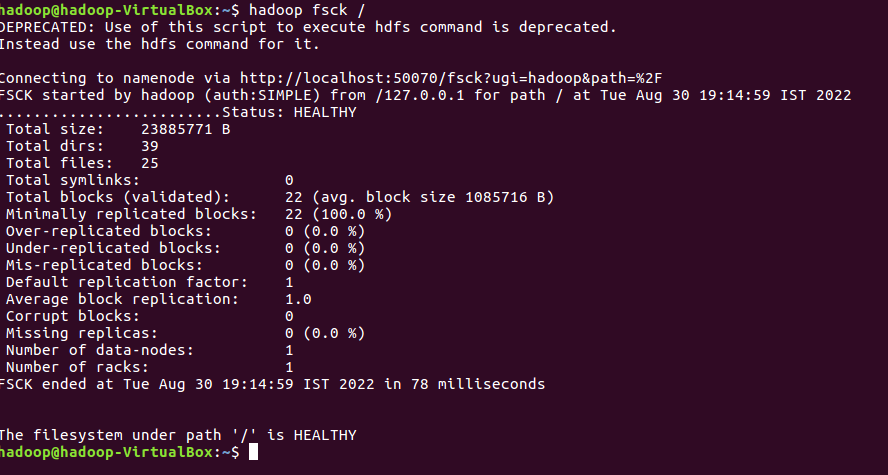 hadoop@hadoop-VirtualBox:~$ hadoop fsck /
DEPRECATED: Use of this script to execute hdfs command is deprecated.
Instead use the hdfs command for it.
Connecting to namenode via http://localhost:50070/fsck?ugi=hadoop&path=%2F
FSCK started by hadoop (auth:SIMPLE) from /127.0.0.1 for path / at Tue Aug 30 19:14:59 IST 2022
.........................Status: HEALTHY
Total size: 23885771 B
Total dirs: 39
Total files: 25
Total symlinks: 0
Total blocks (validated): 22 (avg. block size 1085716 B)
Minimally replicated blocks: 22 (100.0 %)
Over-replicated blocks: 0 (0.0 %)
Under-replicated blocks: 0 (0.0 %)
Mis-replicated blocks: 0 (0.0 %)
Default replication factor: 1
Average block replication: 1.0
Corrupt blocks: 0
Missing replicas: 0 (0.0 %)
Number of data-nodes: 1
Number of racks: 1
FSCK ended at Tue Aug 30 19:14:59 IST 2022 in 78 milliseconds
The filesystem under path '/' is HEALTHY
hadoop@hadoop-VirtualBox:~$